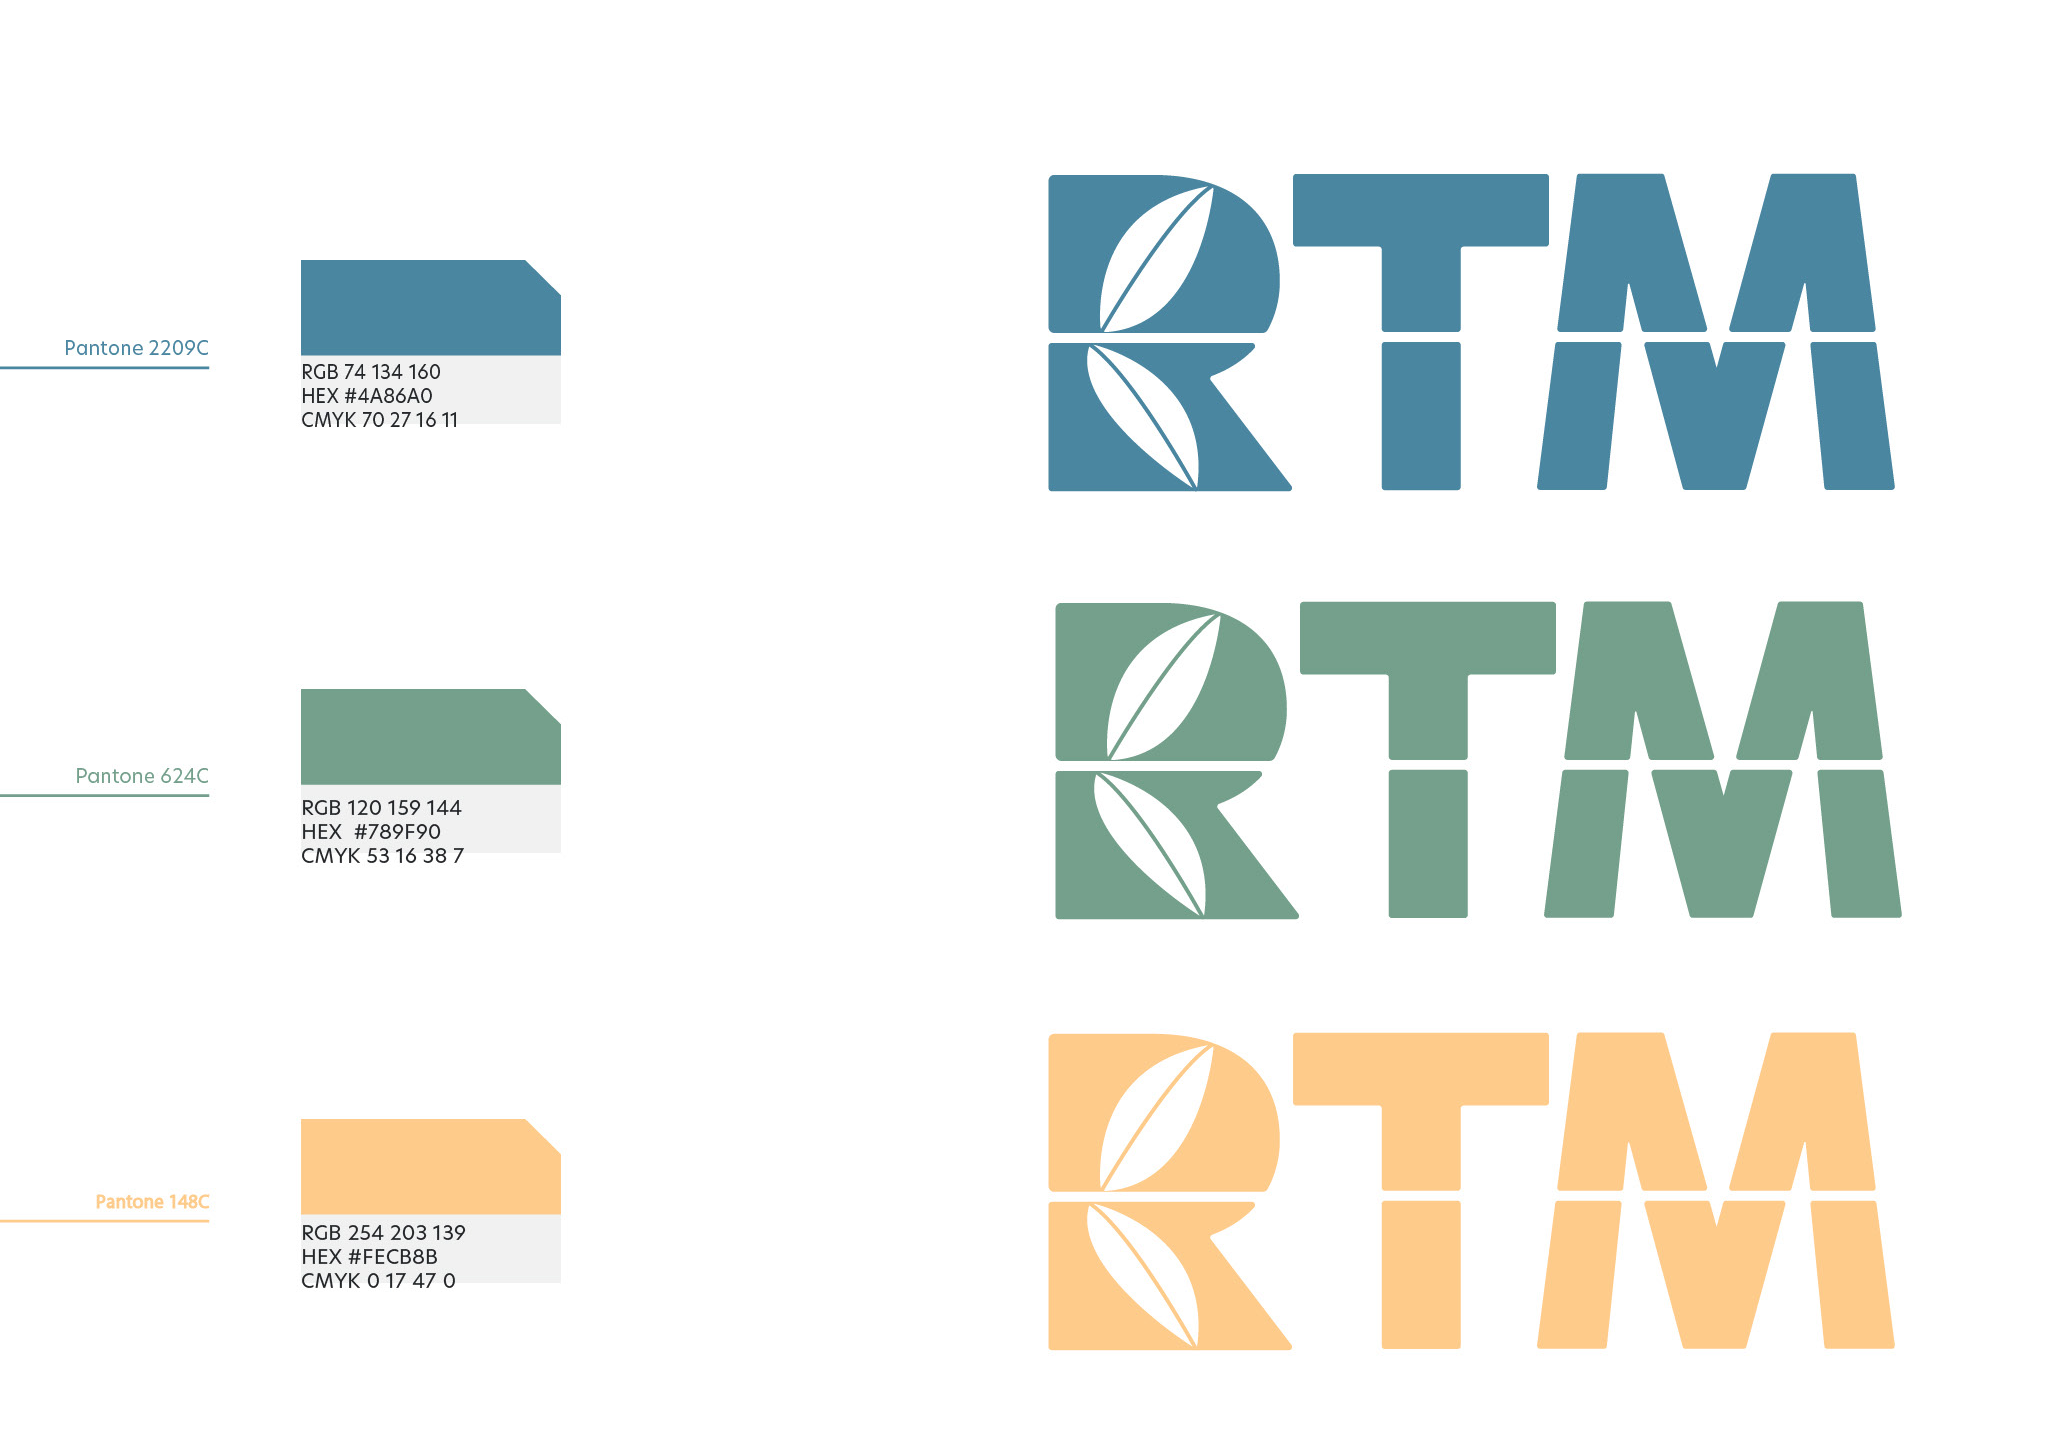 RTM
Pantone 2209C
RGB 74 134 160
HEX #4A86A0
CMYK 70 27 16 11
RTM
Pantone 624C
RGB 120 159 144
HEX  #789F90
CMYK 53 16 38 7
RTM
Pantone 148C
RGB 254 203 139
HEX #FECB8B
CMYK 0 17 47 0